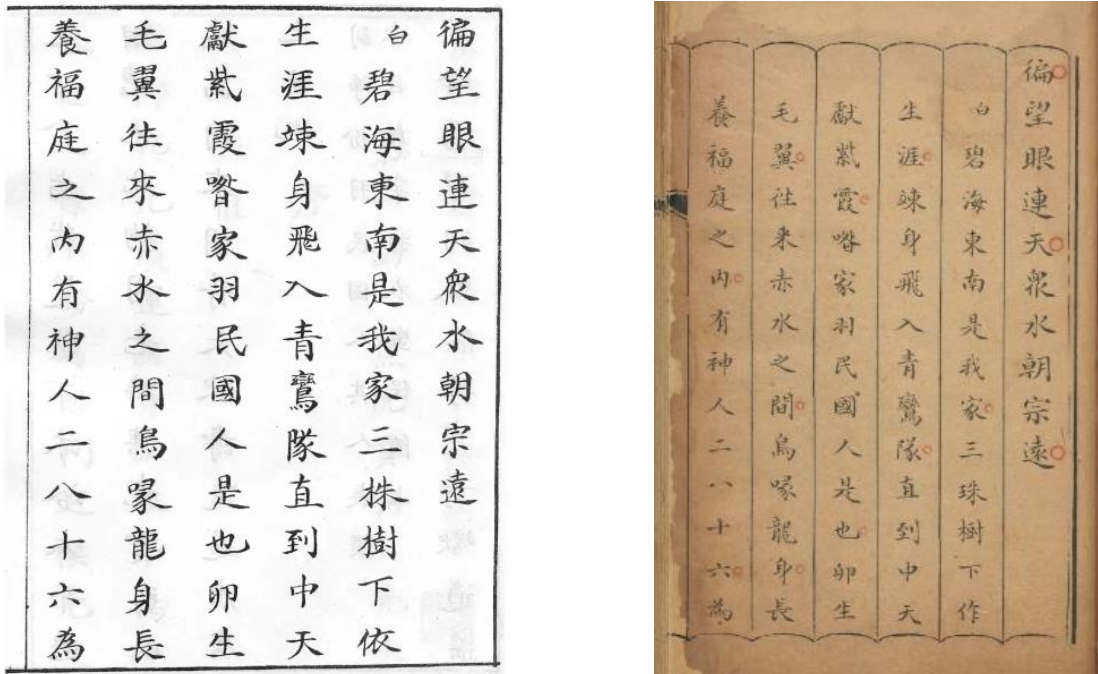 徧望眼連天衆水朝宗遠
白碧海東南是我家三株樹下依
生涯竦身飛入青鸞隊直到中天
獻紫霞喒家羽民國人是也卵生
毛翼往來赤水之間鳥喙龍身長
養福庭之内有神人二八十六為
徧望眼連天衆水朝宗遠
白碧海東南是我家三珠樹下作
生涯竦身飛入青鸞隊直到中天
獻紫霞喒家羽民國人是也卵生
毛翼往来赤水之間鳥喙龍身長
養福庭之内有神人二八十六為